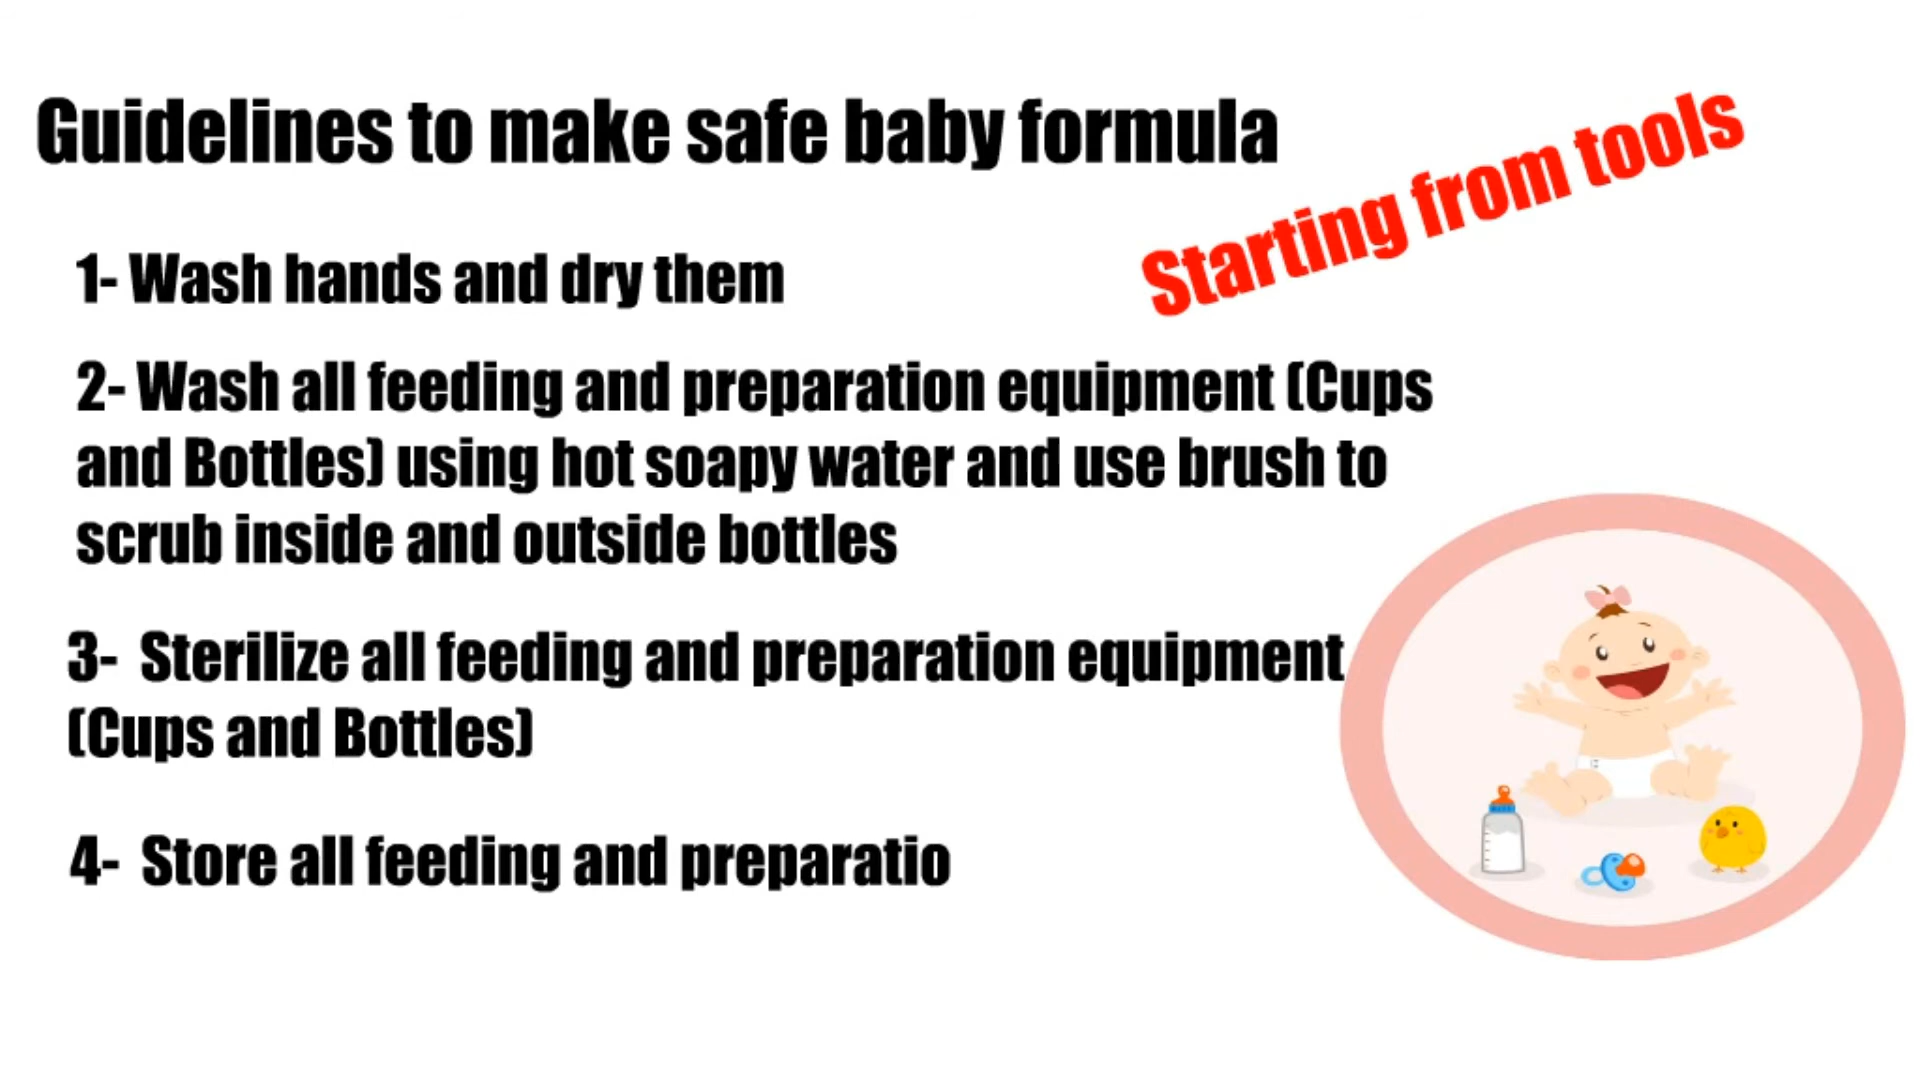 Guidelines to make safe baby formula
Starting from tools
1- Wash hands and dry them
2- Wash all feeding and preparation equipment (Cups
and Bottles) using hot soapy water and use brush to
scrub inside and outside bottles
3- Sterilize all feeding and preparation equipment
(Cups and Bottles)
4- Store all feeding and preparatio